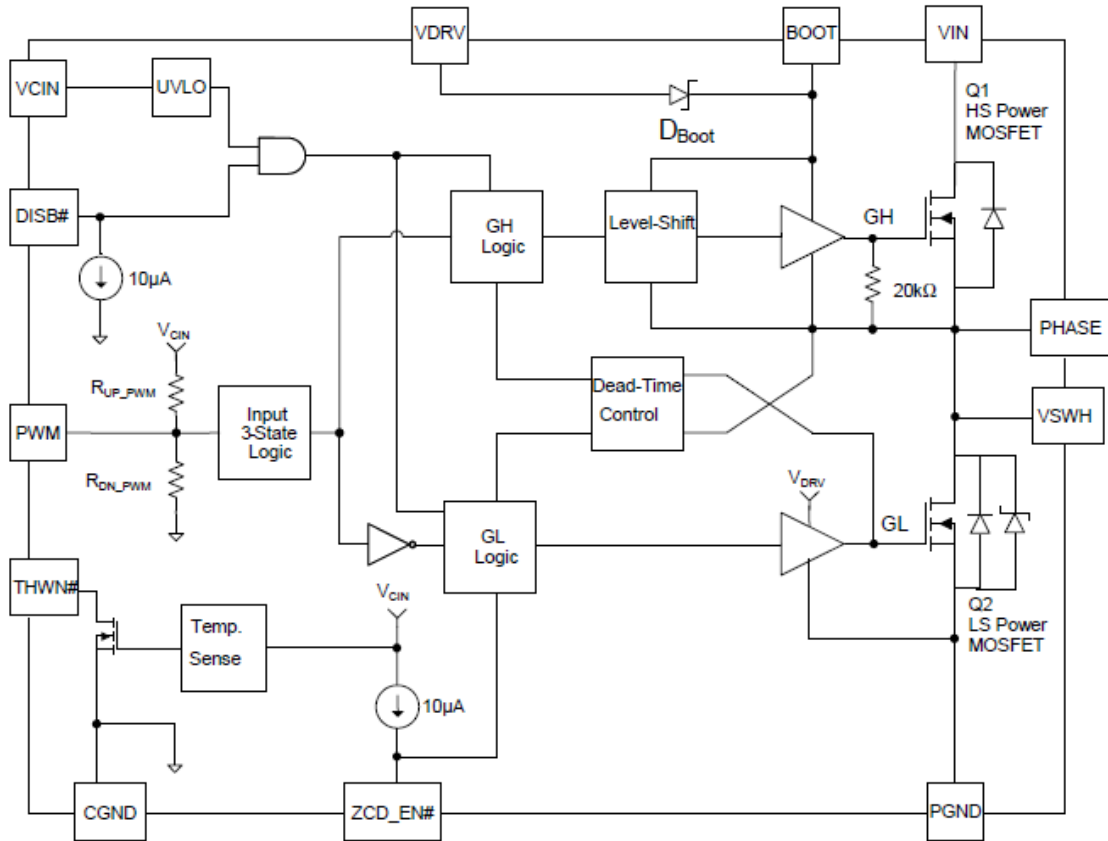 VDRV
BOOT
VIN
VCIN
UVLO
Q1
HS Power
MOSFET
DBoot
DISB#
GH
Logic
Level-Shift
GH
10µA
20kΩ
VCIN
PHASE
RUP_PWM
Dead-Time
Control
PWM
Input
3-State
Logic
VSWH
RDN_PWM
VDRV
GL
GL
Logic
THWN#
VCIN
Q2
LS Power
MOSFET
Temp.
Sense
10µA
CGND
ZCD_EN#
PGND